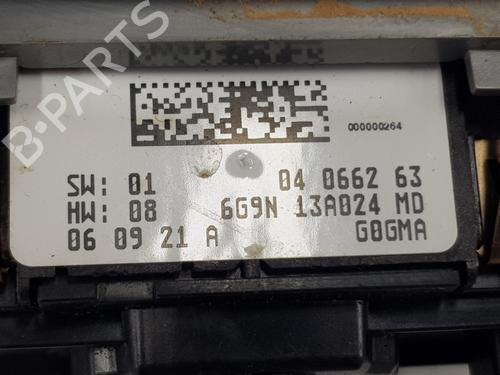 B-PARTS
000000264
SW: 01 04 0662 63
HW: 08 6G9N 13A024 MD
06 09 21 A G0GMA